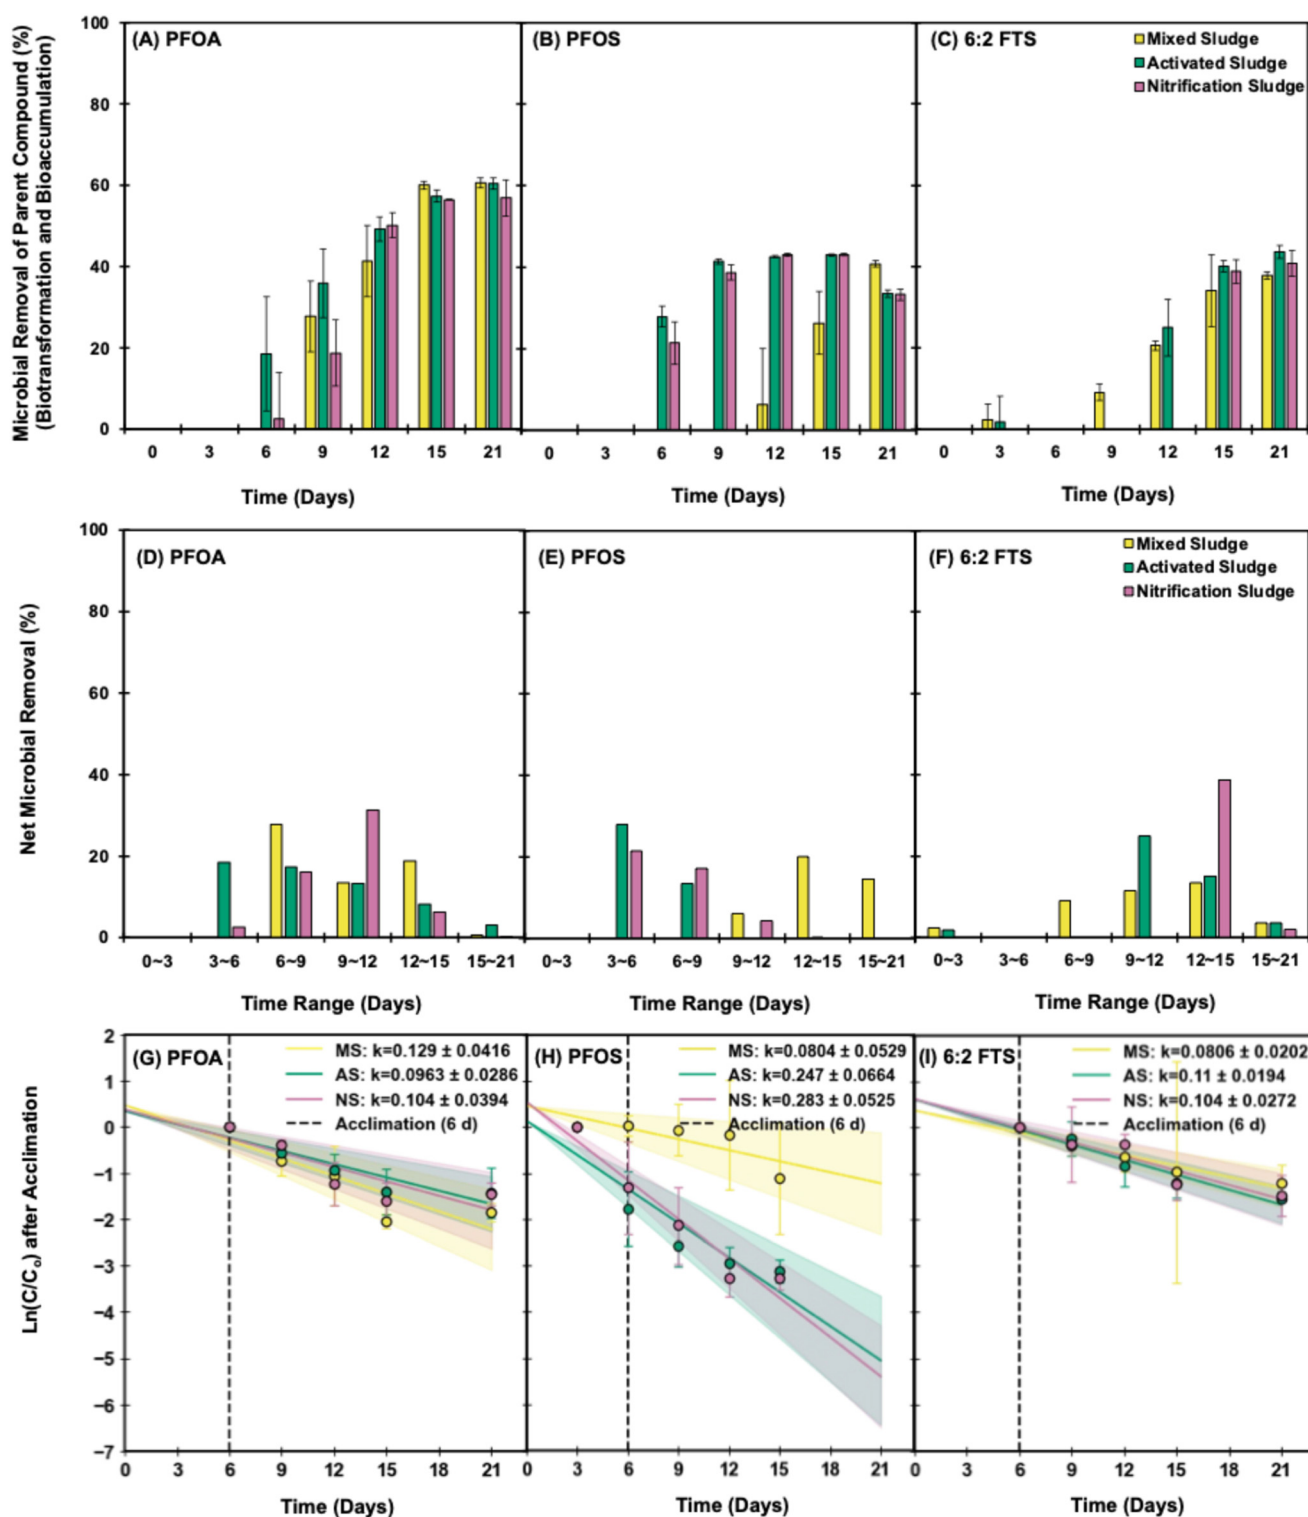 Microbial Removal of Parent Compound (%)
(Biotransformation and Bioaccumulation)
100
80
60
40
20
0
(A) PFOA
(B) PFOS
(C) 6:2 FTS
Mixed Sludge
Activated Sludge
Nitrification Sludge
0 3 6 9 12 15 21
0 3 6 9 12 15 21
0 3 6 9 12 15 21
Time (Days)
Time (Days)
Time (Days)
Net Microbial Removal (%)
100
80
60
40
20
0
(D) PFOA
(E) PFOS
(F) 6:2 FTS
Mixed Sludge
Activated Sludge
Nitrification Sludge
0~3 3~6 6~9 9~12 12~15 15~21
0~3 3~6 6~9 9~12 12~15 15~21
0~3 3~6 6~9 9~12 12~15 15~21
Time Range (Days)
Time Range (Days)
Time Range (Days)
Ln(C/C₀) after Acclimation
2
1
0
−1
−2
−3
−4
−5
−6
−7
(G) PFOA
MS: k=0.129 ± 0.0416
AS: k=0.0963 ± 0.0286
NS: k=0.104 ± 0.0394
Acclimation (6 d)
(H) PFOS
MS: k=0.0804 ± 0.0529
AS: k=0.247 ± 0.0664
NS: k=0.283 ± 0.0525
Acclimation (6 d)
(I) 6:2 FTS
MS: k=0.0806 ± 0.0202
AS: k=0.11 ± 0.0194
NS: k=0.104 ± 0.0272
Acclimation (6 d)
0 3 6 9 12 15 18 21
0 3 6 9 12 15 18 21
0 3 6 9 12 15 18 21
Time (Days)
Time (Days)
Time (Days)